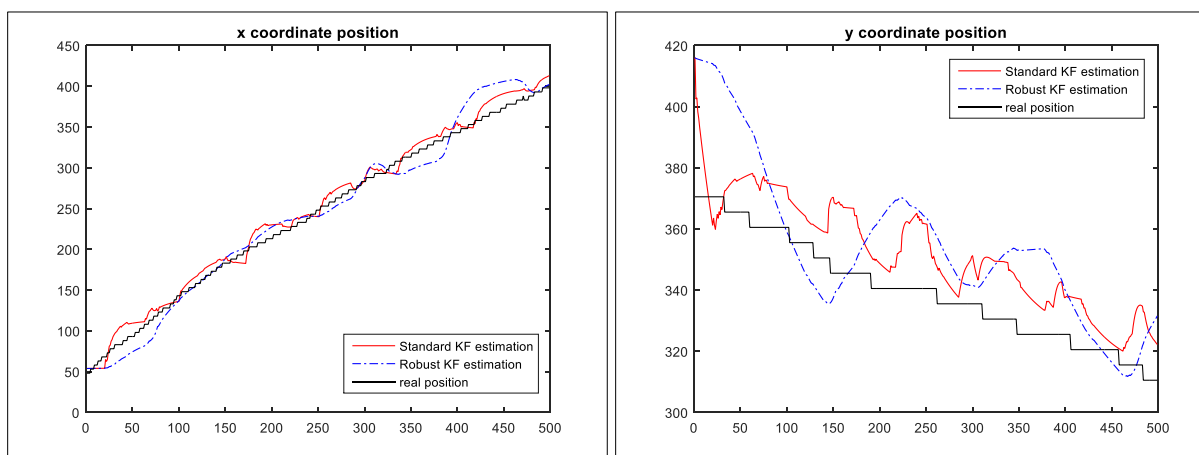 x coordinate position
450
400
350
300
250
200
150
100
50
0
0 50 100 150 200 250 300 350 400 450 500
Standard KF estimation
Robust KF estimation
real position
y coordinate position
420
400
380
360
340
320
300
0 50 100 150 200 250 300 350 400 450 500
Standard KF estimation
Robust KF estimation
real position